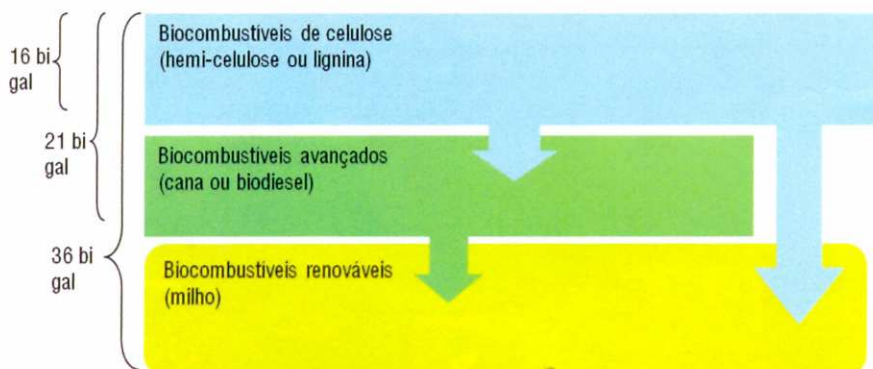 Biocombustíveis de celulose
(hemi-celulose ou lignina)
16 bi
gal
21 bi
gal
Biocombustíveis avançados
(cana ou biodiesel)
36 bi
gal
Biocombustíveis renováveis
(milho)